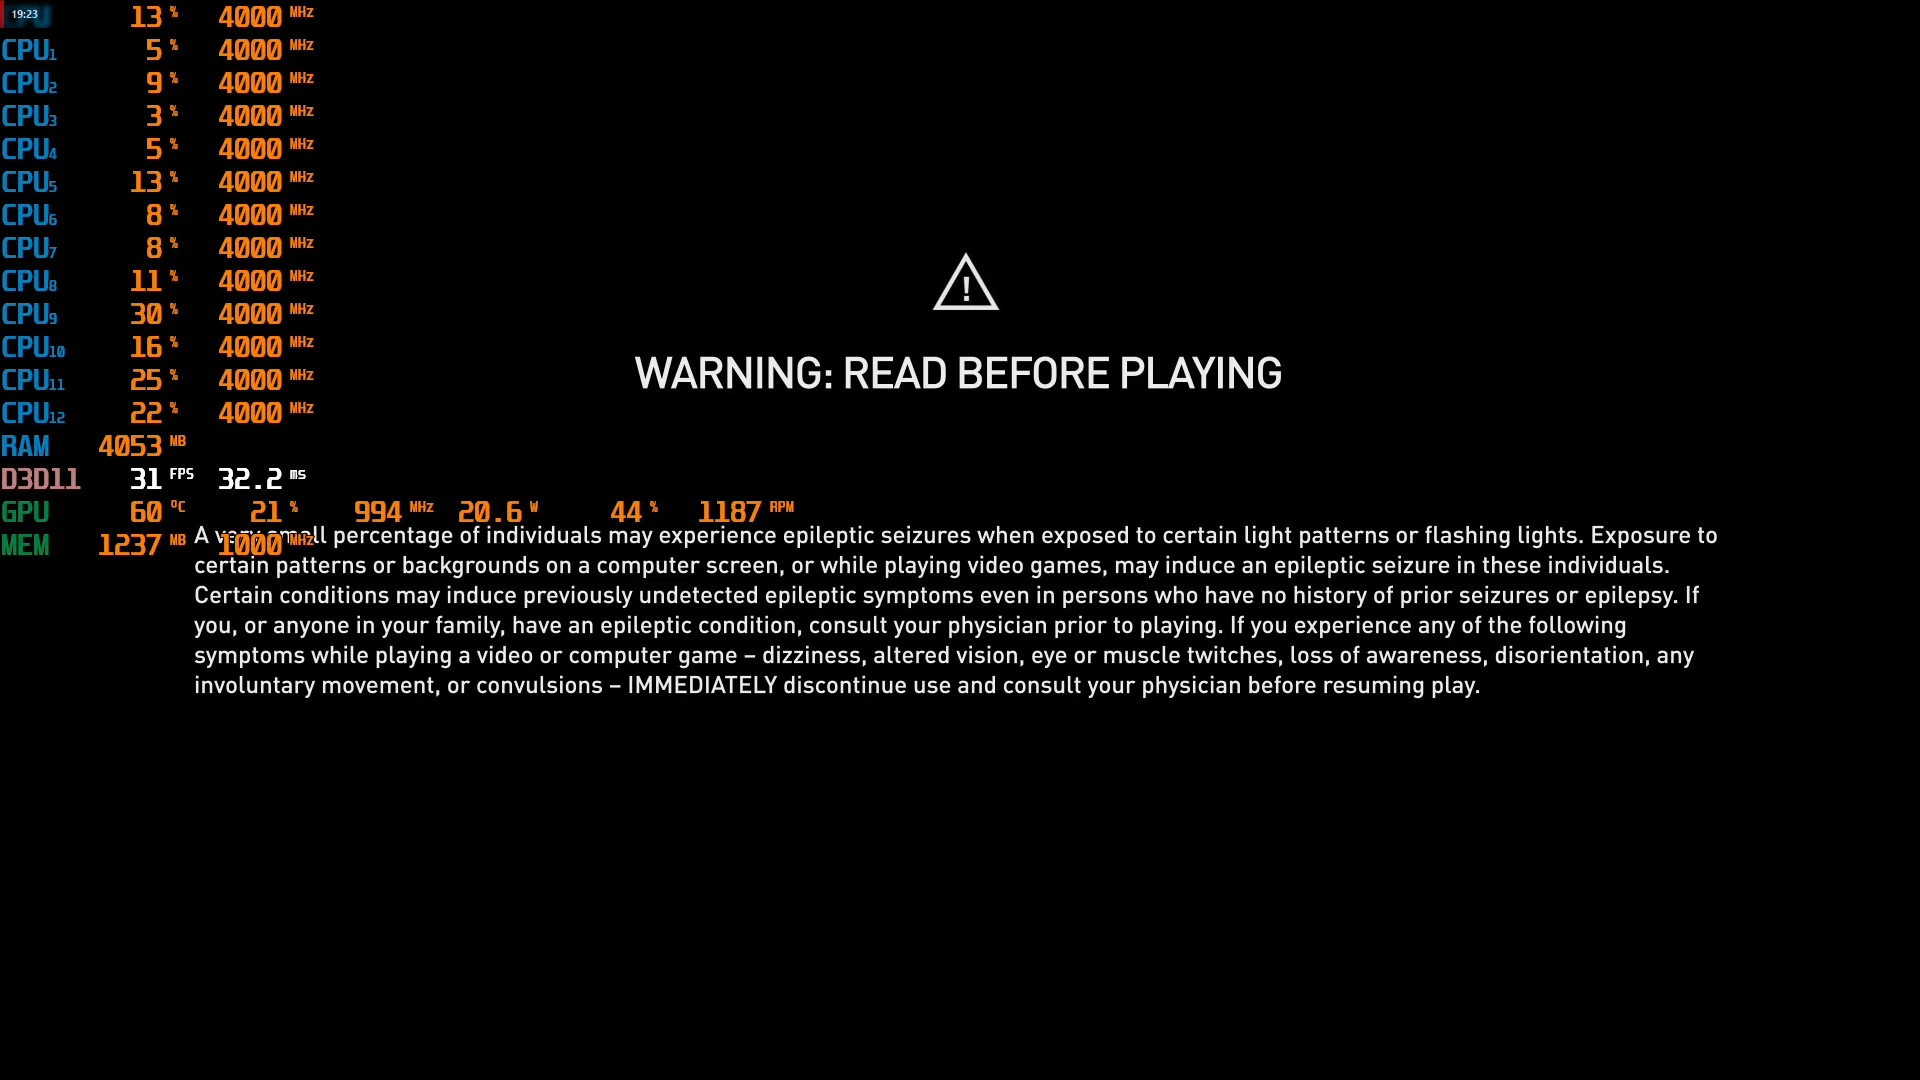 19:23
CPU 13 % 4000 MHz
CPU1 5 % 4000 MHz
CPU2 9 % 4000 MHz
CPU3 3 % 4000 MHz
CPU4 5 % 4000 MHz
CPU5 13 % 4000 MHz
CPU6 8 % 4000 MHz
CPU7 8 % 4000 MHz
CPU8 11 % 4000 MHz
CPU9 30 % 4000 MHz
CPU10 16 % 4000 MHz
CPU11 25 % 4000 MHz
CPU12 22 % 4000 MHz
RAM 4053 MB
D3D11 31 FPS 32.2 ms
GPU 60 °C 21 % 994 MHz 20.6 W 44 % 1187 RPM
MEM 1237 MB 1000 MHz
!
WARNING: READ BEFORE PLAYING
A very small percentage of individuals may experience epileptic seizures when exposed to certain light patterns or flashing lights. Exposure to
certain patterns or backgrounds on a computer screen, or while playing video games, may induce an epileptic seizure in these individuals.
Certain conditions may induce previously undetected epileptic symptoms even in persons who have no history of prior seizures or epilepsy. If
you, or anyone in your family, have an epileptic condition, consult your physician prior to playing. If you experience any of the following
symptoms while playing a video or computer game – dizziness, altered vision, eye or muscle twitches, loss of awareness, disorientation, any
involuntary movement, or convulsions – IMMEDIATELY discontinue use and consult your physician before resuming play.